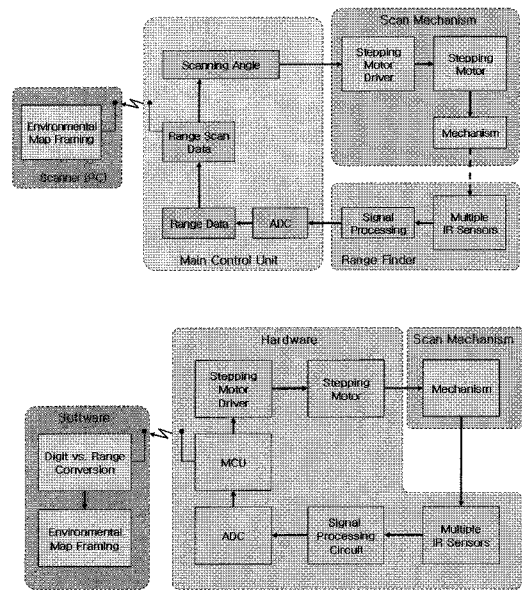 Scan Mechanism
Scanning Angle
Stepping
Motor
Driver
Stepping
Motor
Mechanism
Environmental
Map Framing
Scanner (PC)
Range Scan
Data
Range Data
ADC
Main Control Unit
Signal
Processing
Multiple
IR Sensors
Range Finder
Hardware
Scan Mechanism
Stepping
Motor
Driver
Stepping
Motor
Mechanism
Software
Digit vs. Range
Conversion
Environmental
Map Framing
MCU
ADC
Signal
Processing
Circuit
Multiple
IR Sensors